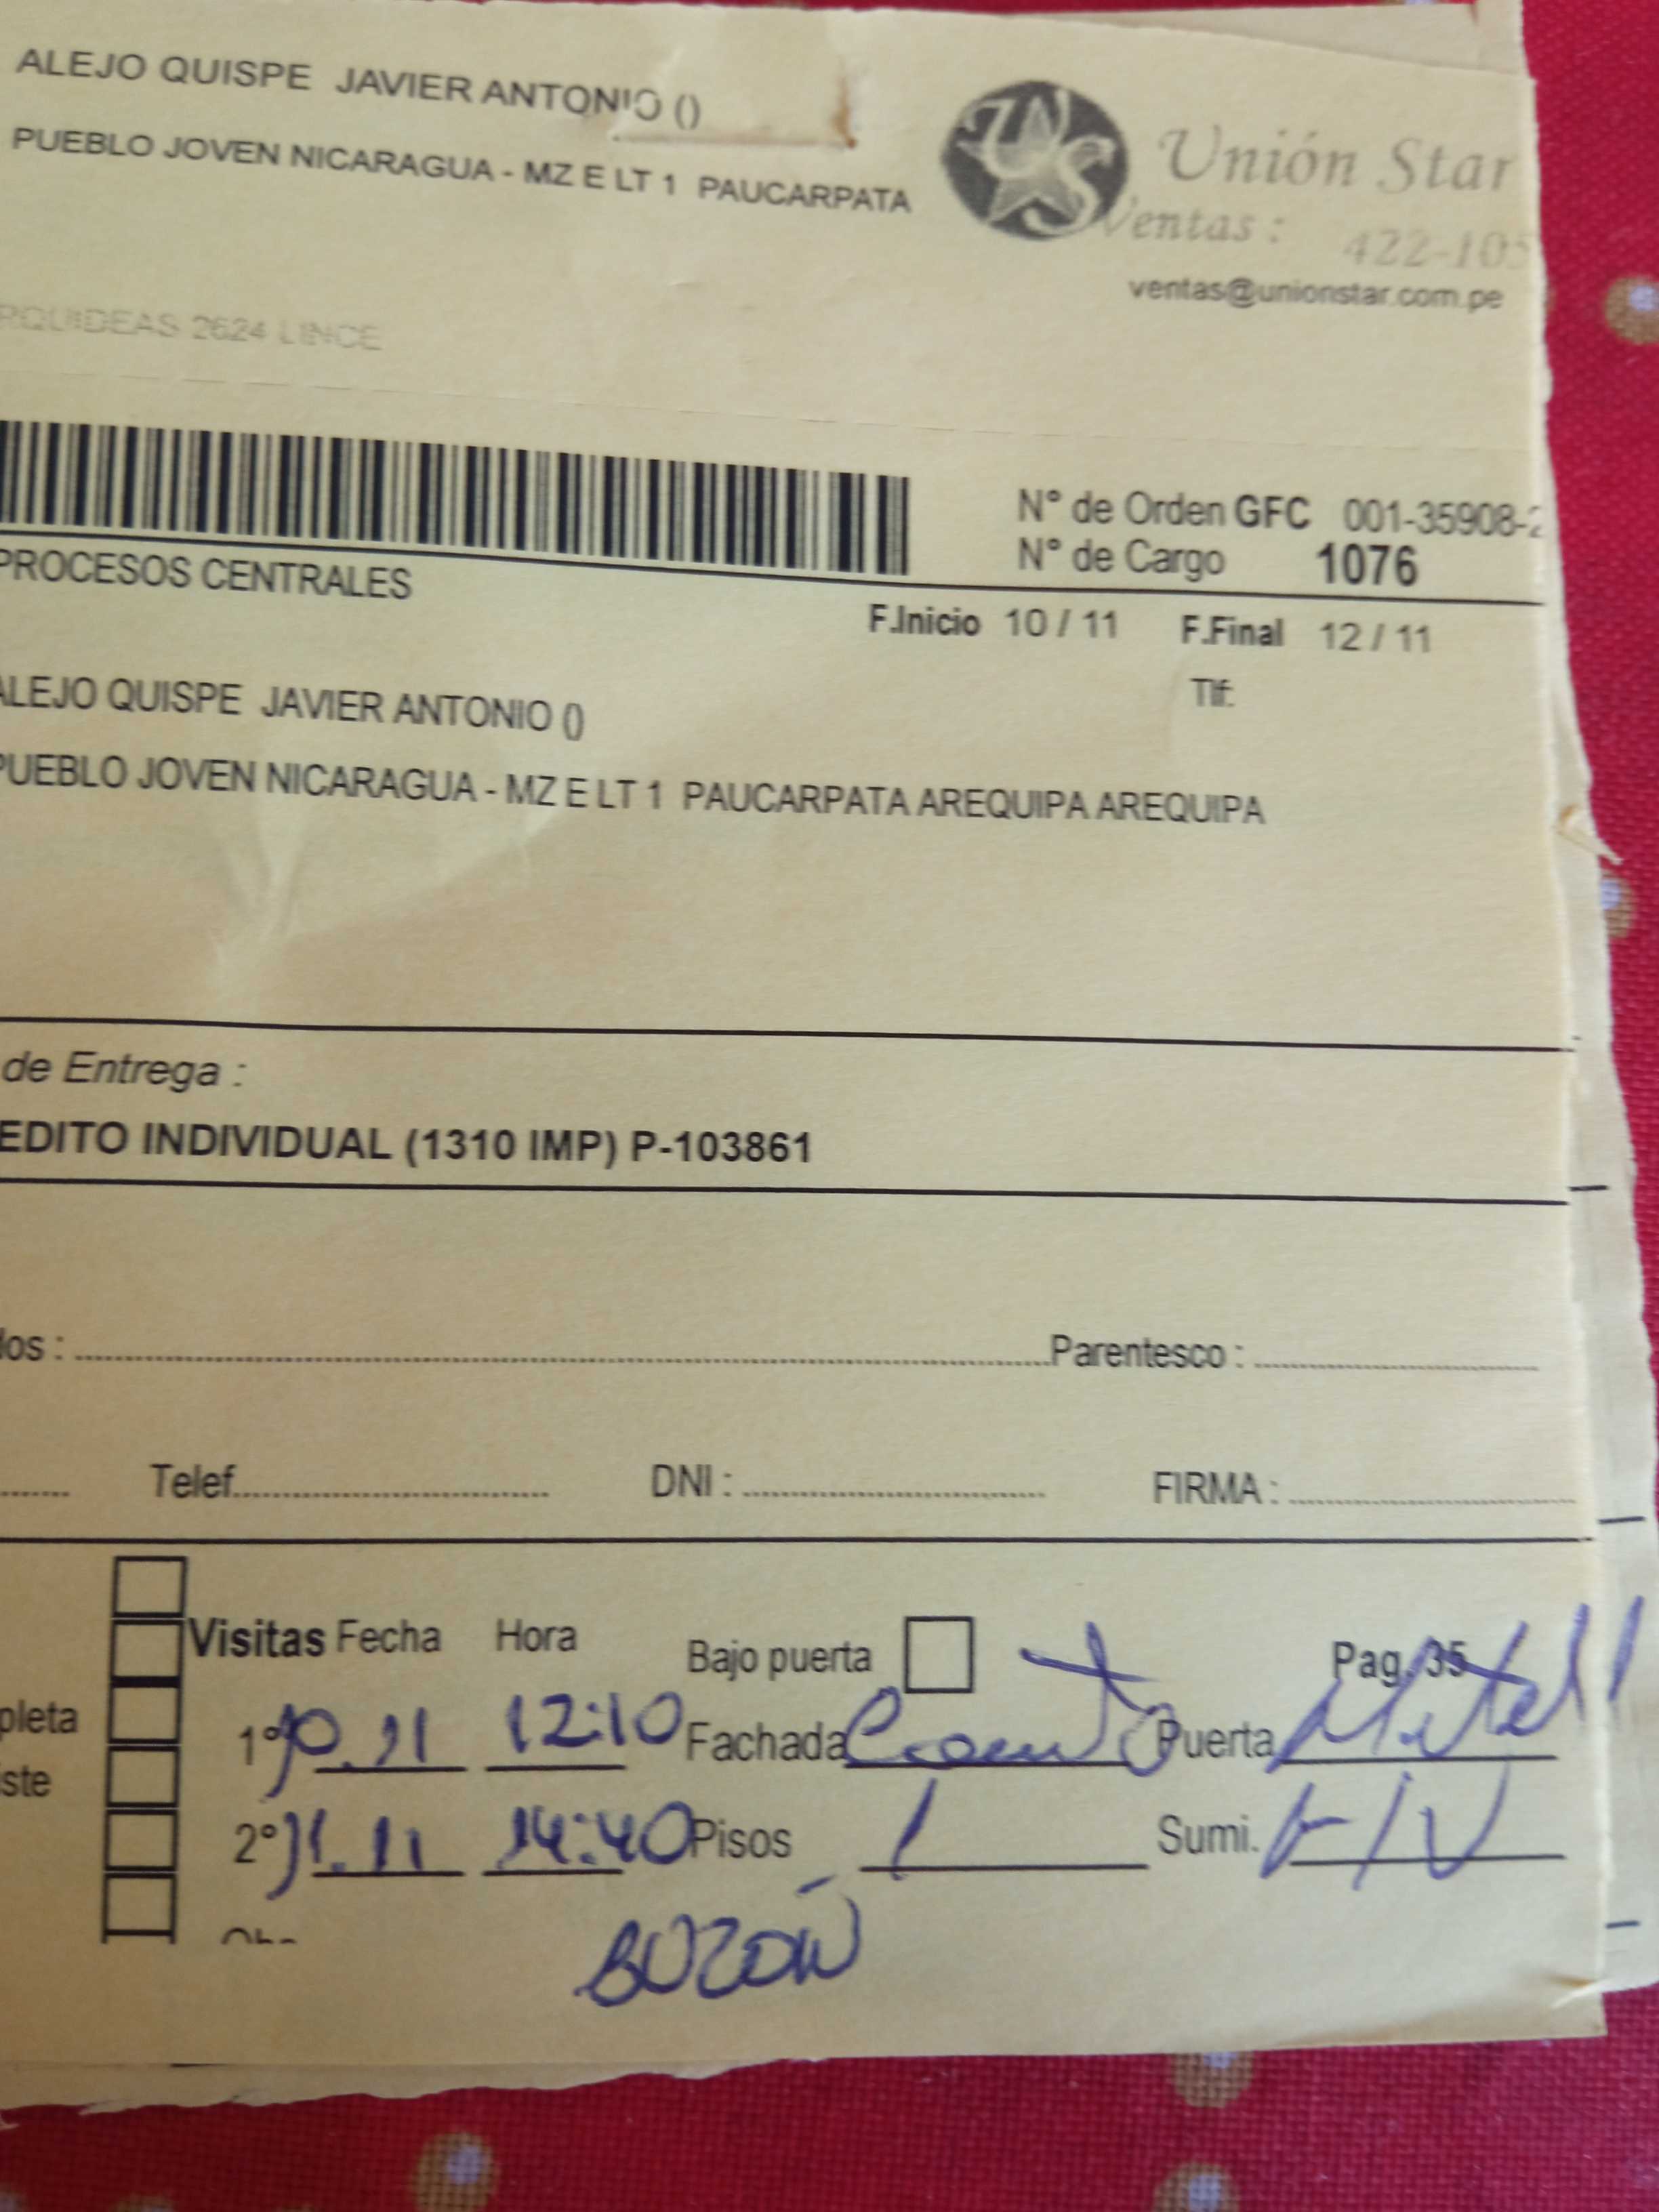 ALEJO QUISPE JAVIER ANTONIO ()
PUEBLO JOVEN NICARAGUA - MZ E LT 1 PAUCARPATA
Unión Star
Ventas : 422-105
ventas@unionstar.com.pe
RQUIDEAS 2624 LINCE
N° de Orden GFC 001-35908-2
N° de Cargo 1076
PROCESOS CENTRALES
F.Inicio 10 / 11 F.Final 12 / 11
ALEJO QUISPE JAVIER ANTONIO ()
Tlf:
PUEBLO JOVEN NICARAGUA - MZ E LT 1 PAUCARPATA AREQUIPA AREQUIPA
de Entrega :
EDITO INDIVIDUAL (1310 IMP) P-103861
dos : Parentesco :
Telef. DNI : FIRMA :
Visitas Fecha Hora Bajo puerta Pag. 35
pleta 1° 10.11 12:10 Fachada Puerta Metal
iste
2° 11.11 14:40 Pisos 1 Sumi.
BUZON